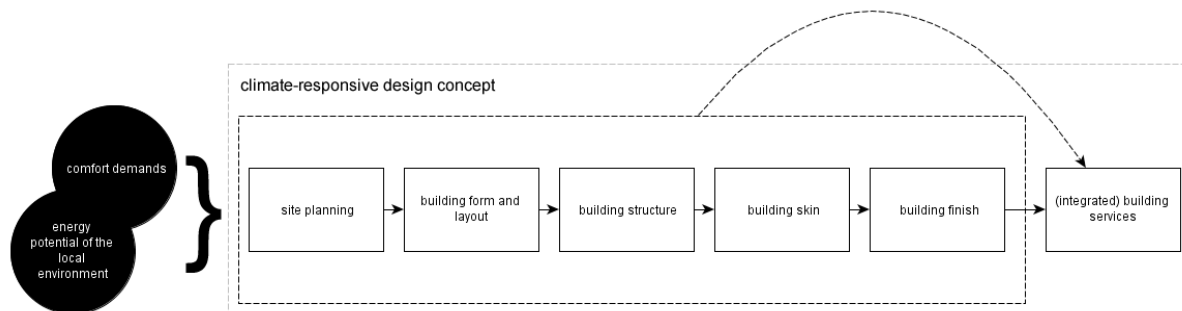 climate-responsive design concept
comfort demands
energy
potential of the
local
environment
site planning
building form and
layout
building structure
building skin
building finish
(integrated) building
services